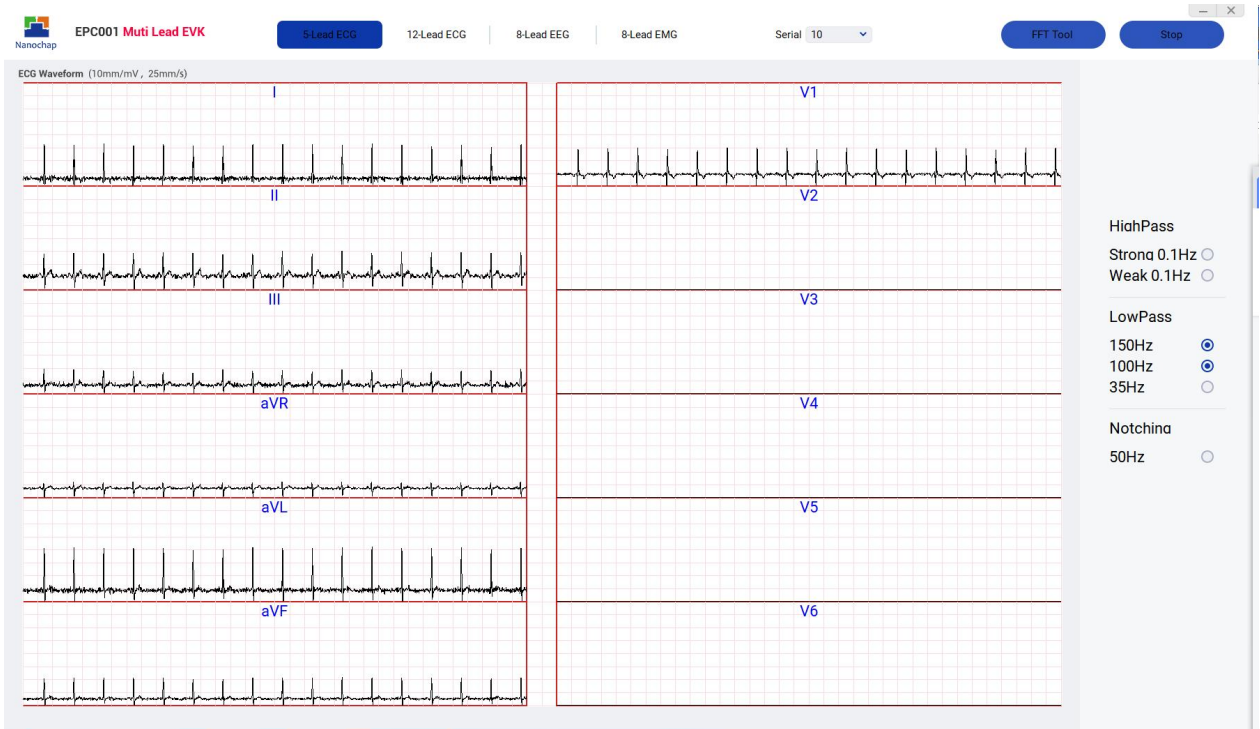 Nanochap
EPC001 Muti Lead EVK
5-Lead ECG
12-Lead ECG
8-Lead EEG
8-Lead EMG
Serial 10
FFT Tool
Stop
ECG Waveform (10mm/mV, 25mm/s)
I
V1
II
V2
III
V3
aVR
V4
aVL
V5
aVF
V6
HighPass
Strong 0.1Hz
Weak 0.1Hz
LowPass
150Hz
100Hz
35Hz
Notching
50Hz